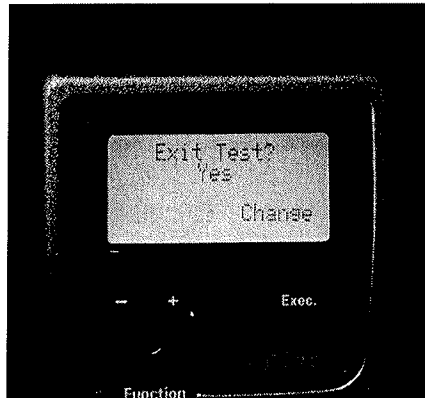 Exit Test?
Yes
Change
– + Exec.
Function